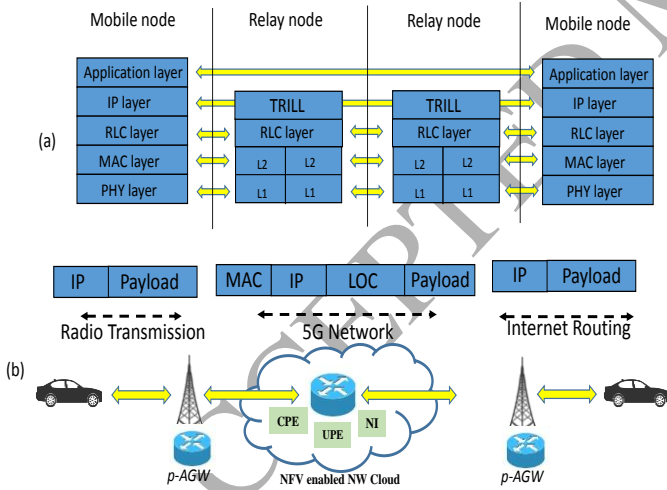 Mobile node Relay node Relay node Mobile node
Application layer Application layer
IP layer TRILL TRILL IP layer
RLC layer RLC layer RLC layer RLC layer
(a)
MAC layer L2 L2 L2 L2 MAC layer
PHY layer L1 L1 L1 L1 PHY layer
IP Payload MAC IP LOC Payload IP Payload
Radio Transmission 5G Network Internet Routing
(b)
CPE UPE NI
p-AGW NFV enabled NW Cloud p-AGW